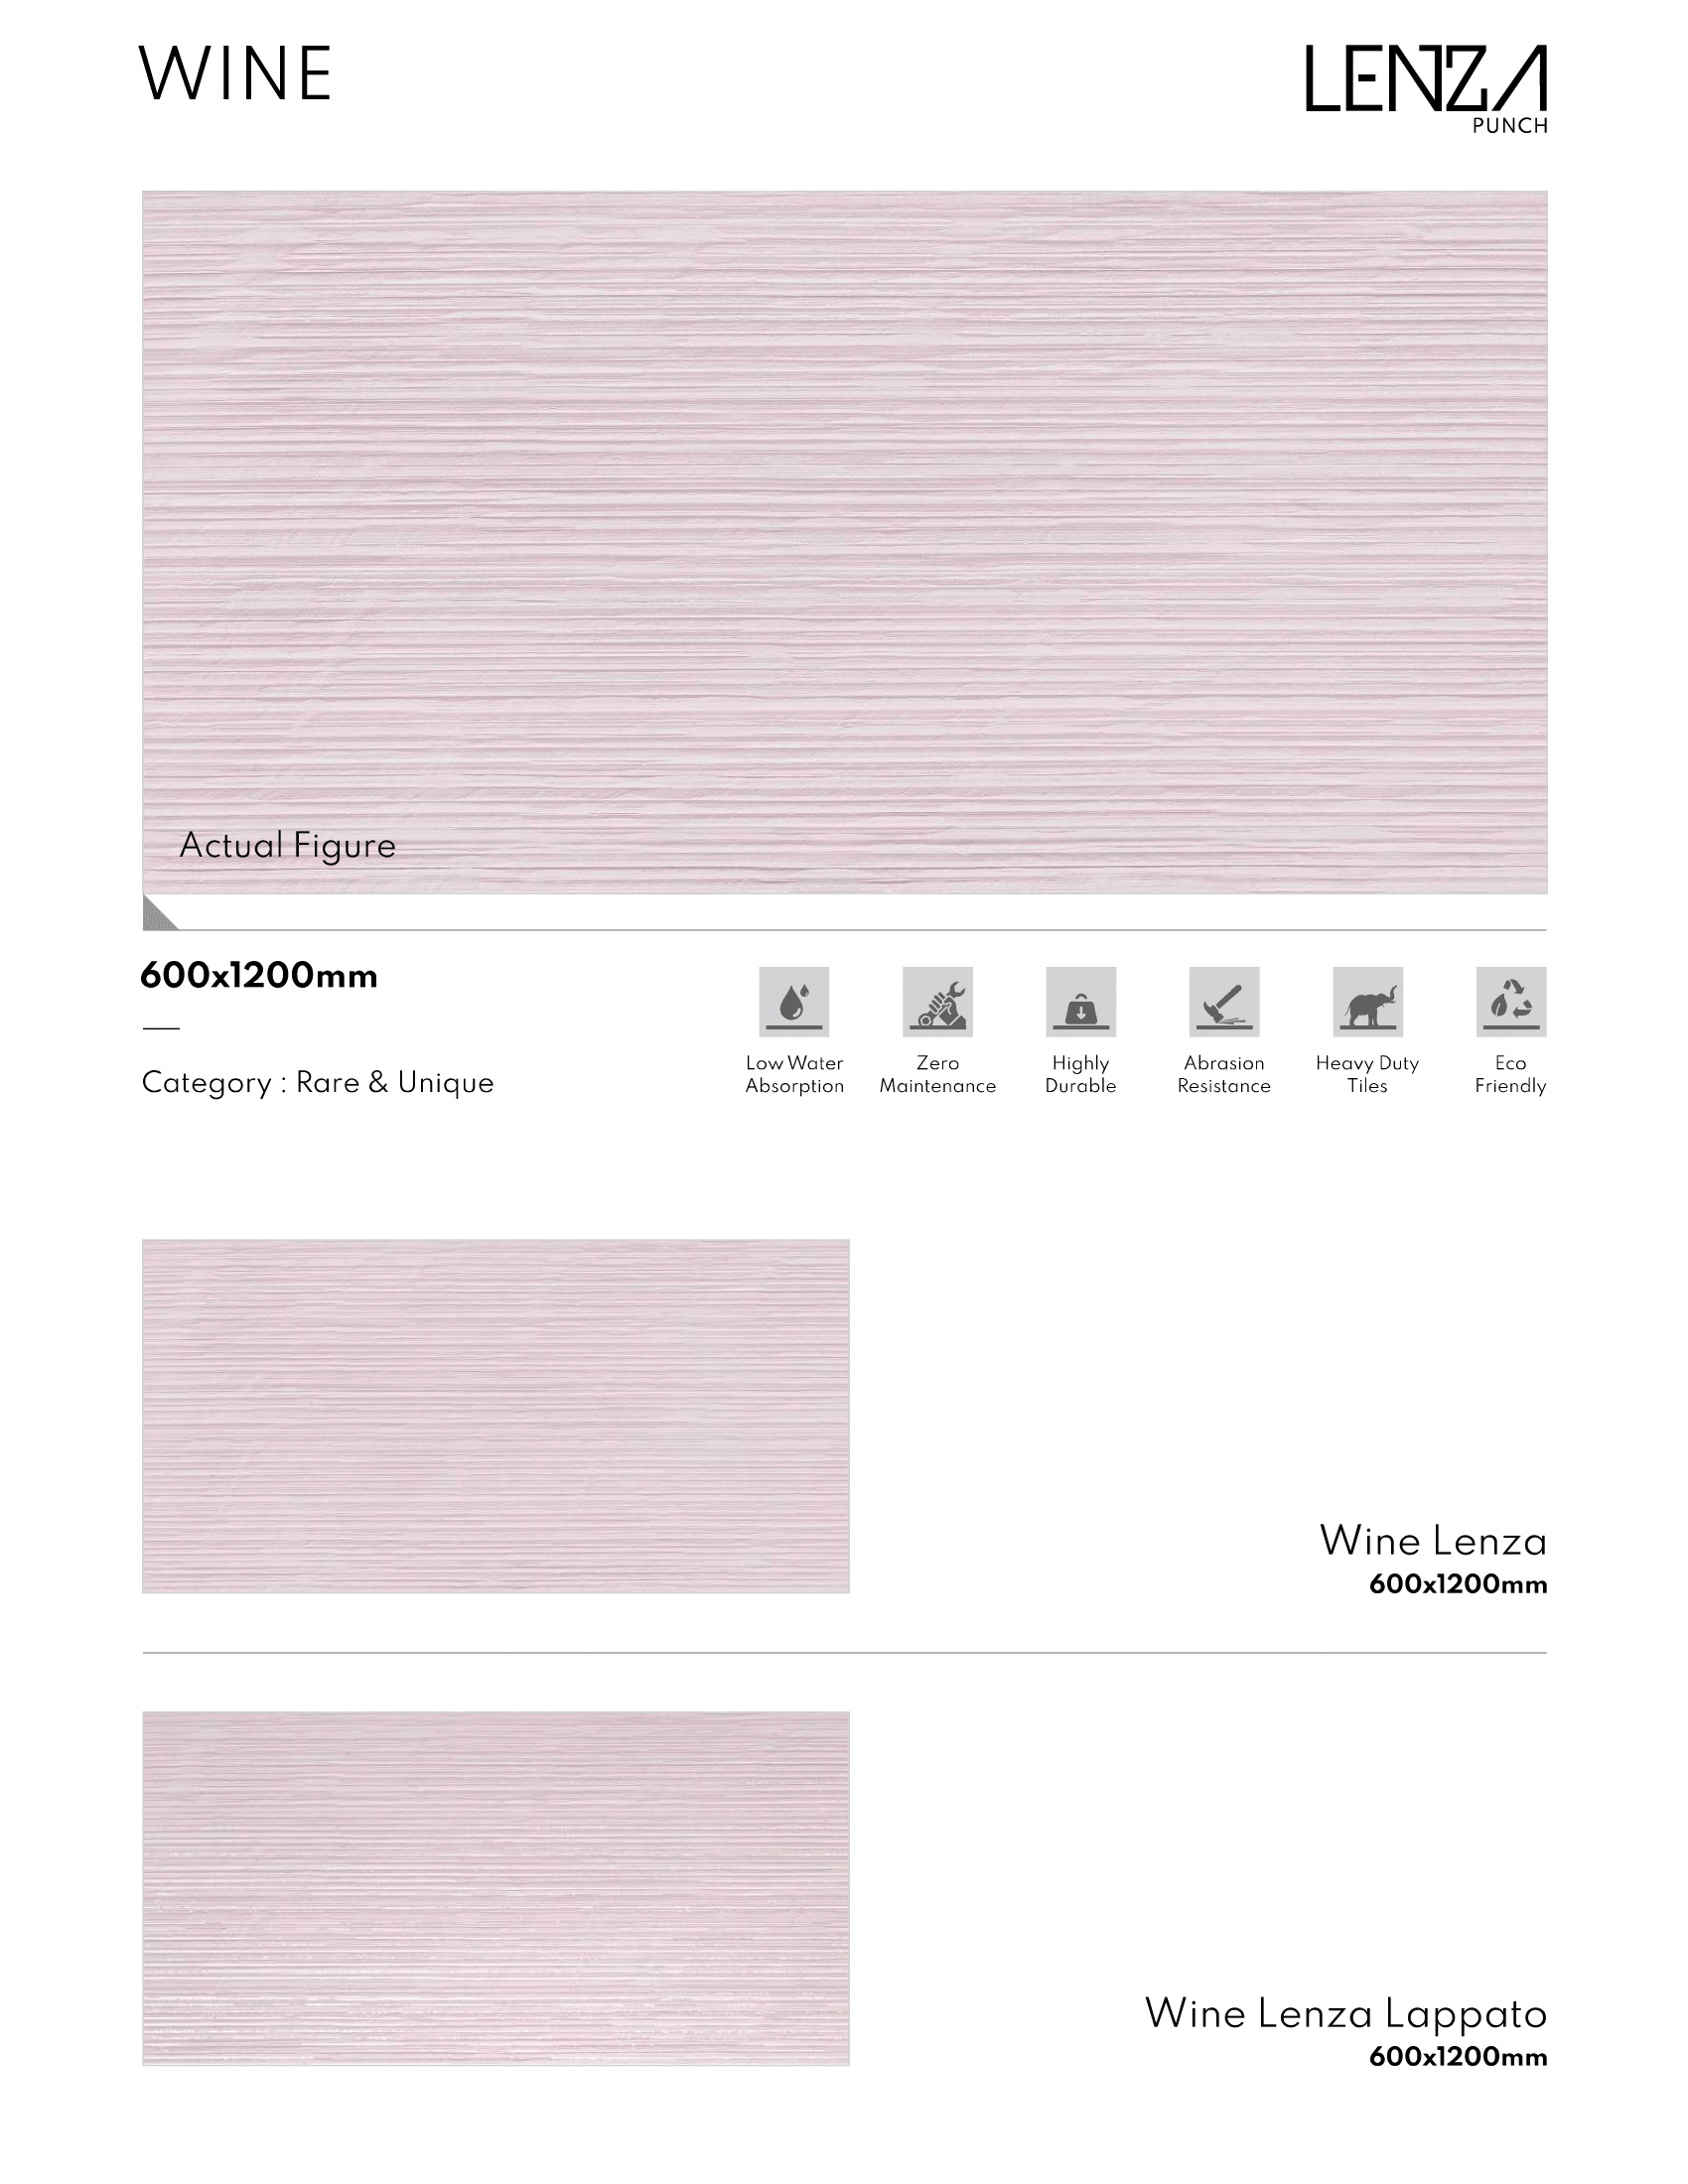 WINE
LENZA
PUNCH
Actual Figure
600x1200mm
Category : Rare & Unique
Low Water
Absorption
Zero
Maintenance
Highly
Durable
Abrasion
Resistance
Heavy Duty
Tiles
Eco
Friendly
Wine Lenza
600x1200mm
Wine Lenza Lappato
600x1200mm